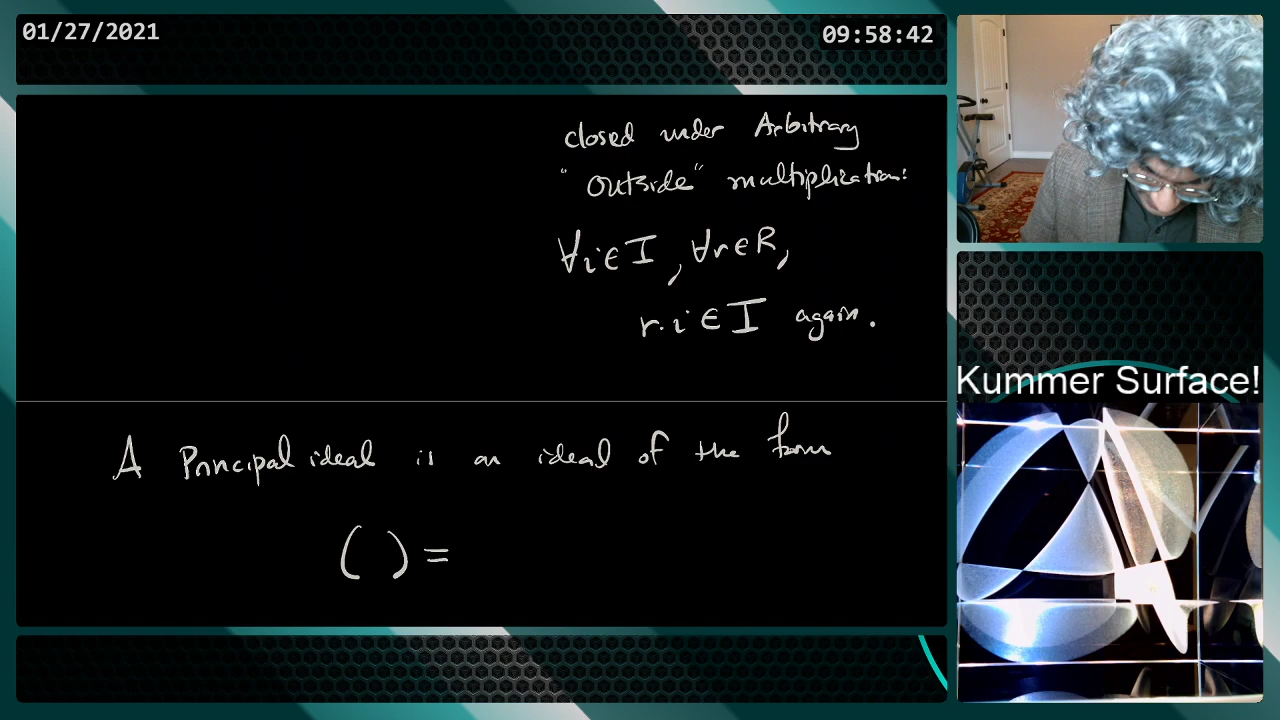 01/27/2021
09:58:42
closed under Arbitrary
"Outside" multiplication:
∀i∈I, ∀r∈R,
r·i∈I again.
A Principal ideal is an ideal of the form
( ) =
Kummer Surface!